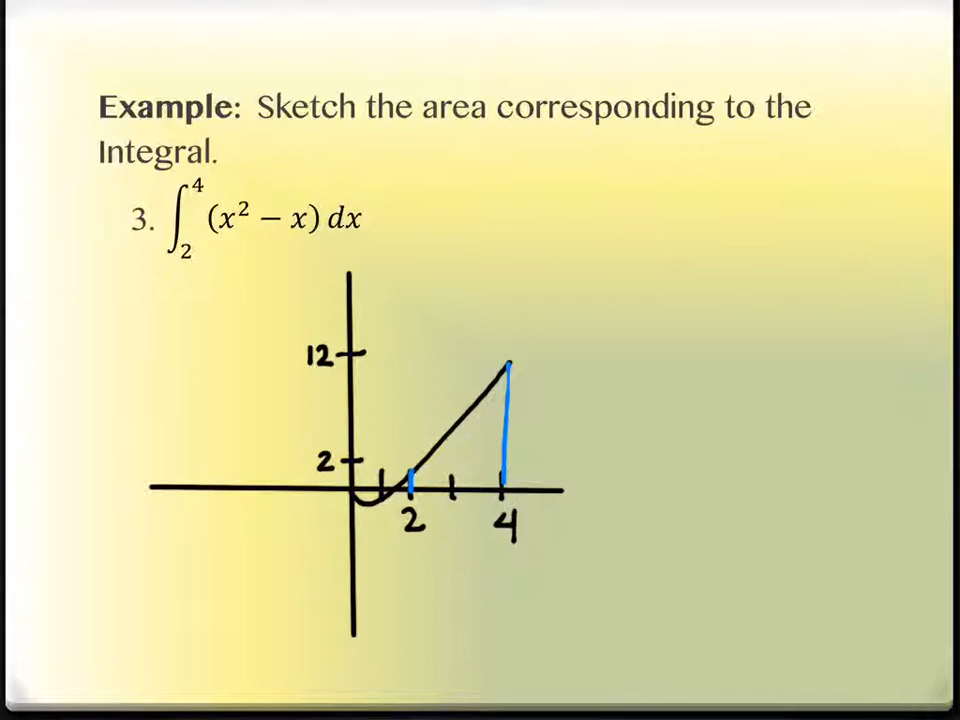 Example: Sketch the area corresponding to the
Integral.
3. ∫₂⁴ (x² − x) dx
12
2
2 4